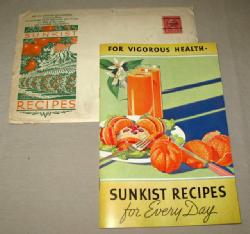 SUNKIST
RECIPES
FOR VIGOROUS HEALTH-
SUNKIST RECIPES
for Every Day